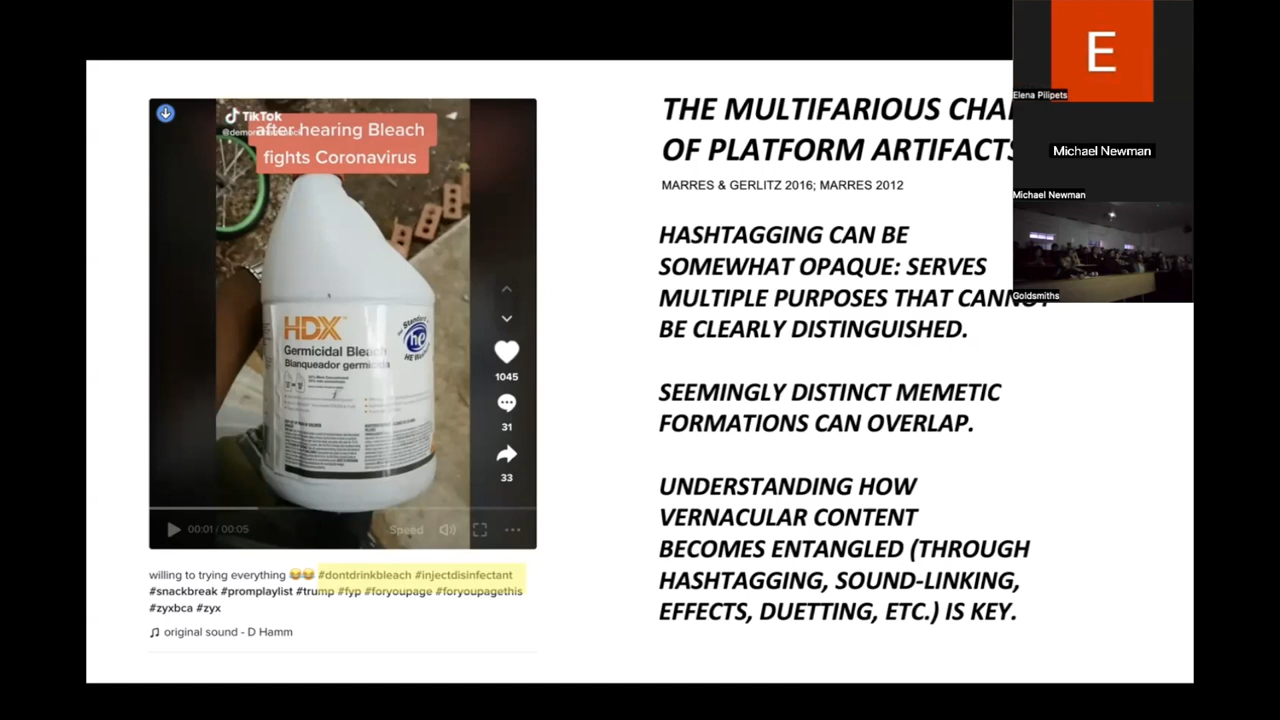 TikTok
after hearing Bleach
fights Coronavirus
HDX
Germicidal Bleach
Blanqueador germicida
he
1045
31
33
00:01 / 00:05
Speed
willing to trying everything 😂😂 #dontdrinkbleach #injectdisinfectant
#snackbreak #promplaylist #trump #fyp #foryoupage #foryoupagethis
#zyxbca #zyx
original sound - D Hamm
THE MULTIFARIOUS CHA
OF PLATFORM ARTIFACTS
MARRES & GERLITZ 2016; MARRES 2012
HASHTAGGING CAN BE
SOMEWHAT OPAQUE: SERVES
MULTIPLE PURPOSES THAT CANNOT
BE CLEARLY DISTINGUISHED.
SEEMINGLY DISTINCT MEMETIC
FORMATIONS CAN OVERLAP.
UNDERSTANDING HOW
VERNACULAR CONTENT
BECOMES ENTANGLED (THROUGH
HASHTAGGING, SOUND-LINKING,
EFFECTS, DUETTING, ETC.) IS KEY.
E
Elena Pilipets
Michael Newman
Michael Newman
Goldsmiths